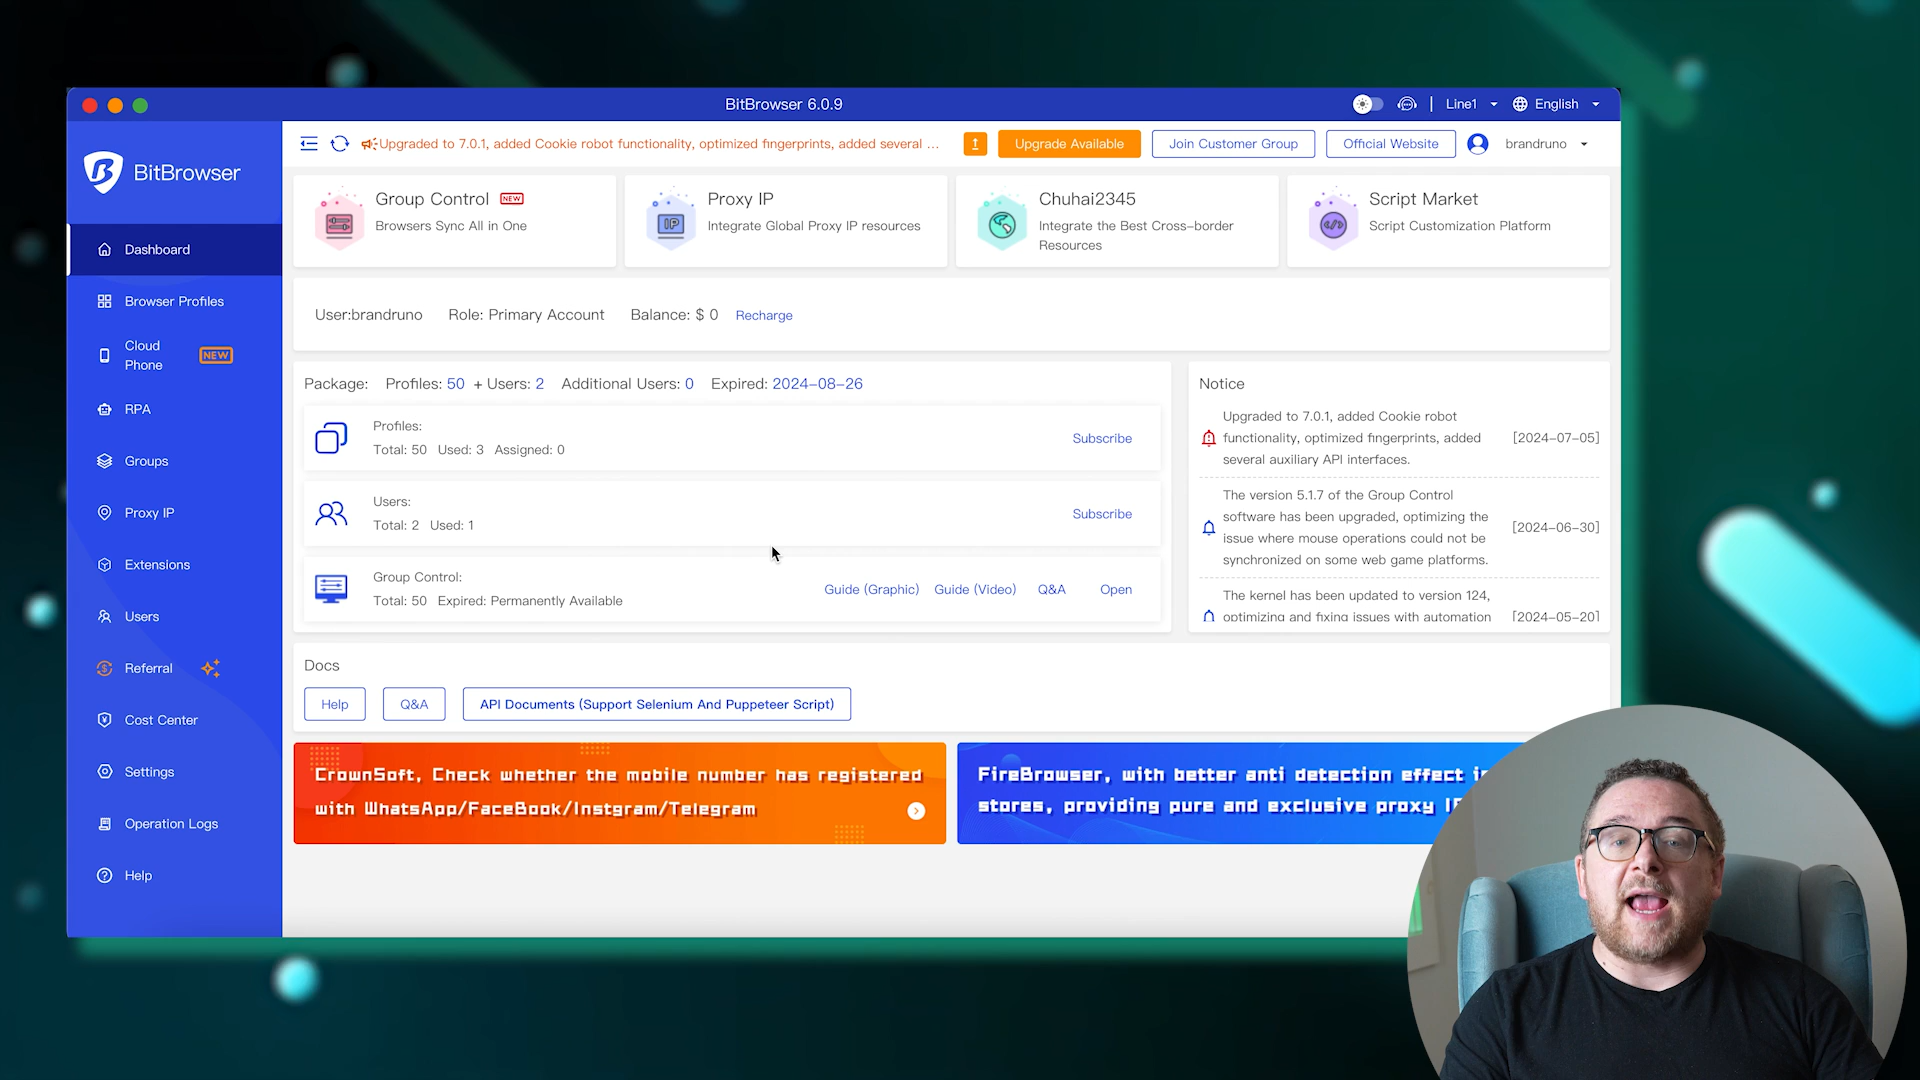 BitBrowser 6.0.9
Line1
English
BitBrowser
Upgraded to 7.0.1, added Cookie robot functionality, optimized fingerprints, added several ...
Upgrade Available
Join Customer Group
Official Website
brandruno
Dashboard
Browser Profiles
Cloud
Phone
NEW
RPA
Groups
Proxy IP
Extensions
Users
Referral
Cost Center
Settings
Operation Logs
Help
Group Control NEW
Browsers Sync All in One
IP
Proxy IP
Integrate Global Proxy IP resources
Chuhai2345
Integrate the Best Cross-border
Resources
Script Market
Script Customization Platform
User:brandruno Role: Primary Account Balance: $ 0 Recharge
Package: Profiles: 50 + Users: 2 Additional Users: 0 Expired: 2024-08-26
Profiles:
Total: 50 Used: 3 Assigned: 0
Subscribe
Users:
Total: 2 Used: 1
Subscribe
Group Control:
Total: 50 Expired: Permanently Available
Guide (Graphic) Guide (Video) Q&A Open
Notice
Upgraded to 7.0.1, added Cookie robot
functionality, optimized fingerprints, added
several auxiliary API interfaces.
[2024-07-05]
The version 5.1.7 of the Group Control
software has been upgraded, optimizing the
issue where mouse operations could not be
synchronized on some web game platforms.
[2024-06-30]
The kernel has been updated to version 124,
optimizing and fixing issues with automation
[2024-05-20]
Docs
Help
Q&A
API Documents (Support Selenium And Puppeteer Script)
CrownSoft, Check whether the mobile number has registered
with WhatsApp/FaceBook/Instgram/Telegram
FireBrowser, with better anti detection effect
stores, providing pure and exclusive proxy